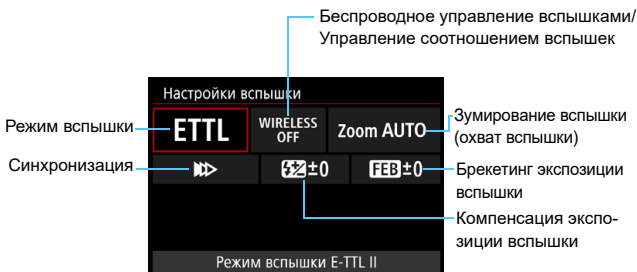 Беспроводное управление вспышками/
Управление соотношением вспышек
Настройки вспышки
Режим вспышки
ETTL
WIRELESS
OFF
Zoom AUTO
Зумирование вспышки
(охват вспышки)
Синхронизация
±0
FEB±0
Брекетинг экспозиции
вспышки
Компенсация экспо-
зиции вспышки
Режим вспышки E-TTL II